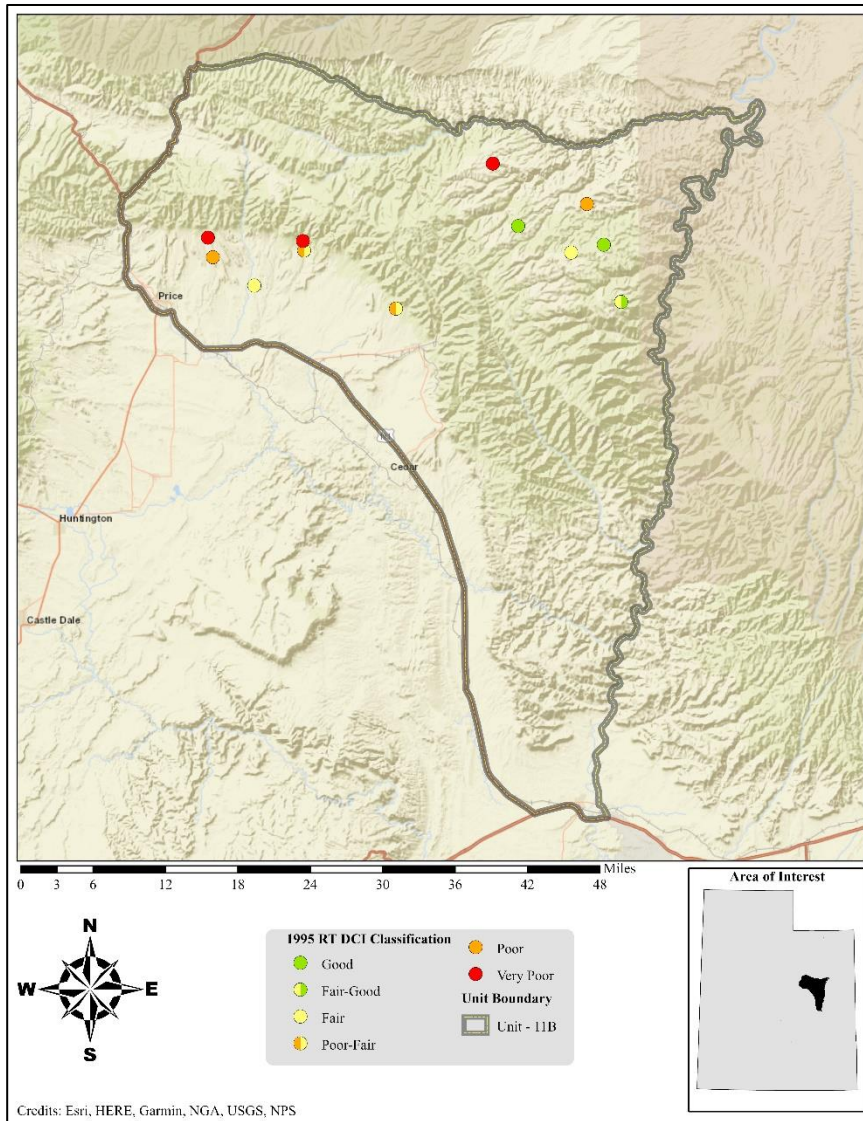 Price
Cedar
Huntington
Castle Dale
Miles
0 3 6 12 18 24 30 36 42 48
Area of Interest
N
W E
S
1995 RT DCI Classification
Good
Fair-Good
Fair
Poor-Fair
Poor
Very Poor
Unit Boundary
Unit - 11B
Credits: Esri, HERE, Garmin, NGA, USGS, NPS